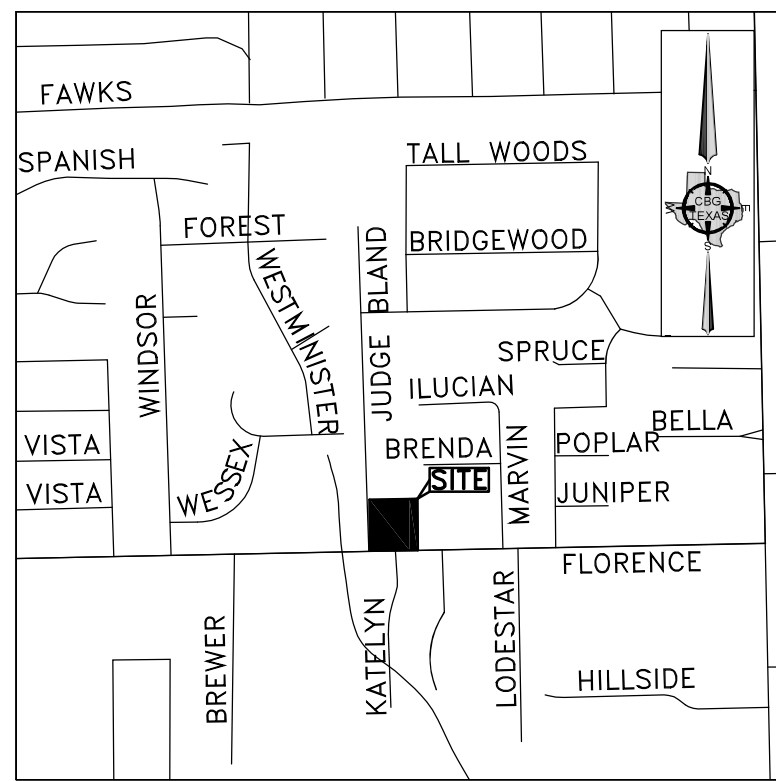 FAWKS
SPANISH
TALL WOODS
N
W
CBG
TEXAS
E
S
FOREST
BRIDGEWOOD
JUDGE BLAND
WESTMINISTER
WINDSOR
SPRUCE
ILUCIAN
BELLA
VISTA
BRENDA
MARVIN
POPLAR
WESSEX
SITE
VISTA
JUNIPER
FLORENCE
BREWER
KATELYN
LODESTAR
HILLSIDE